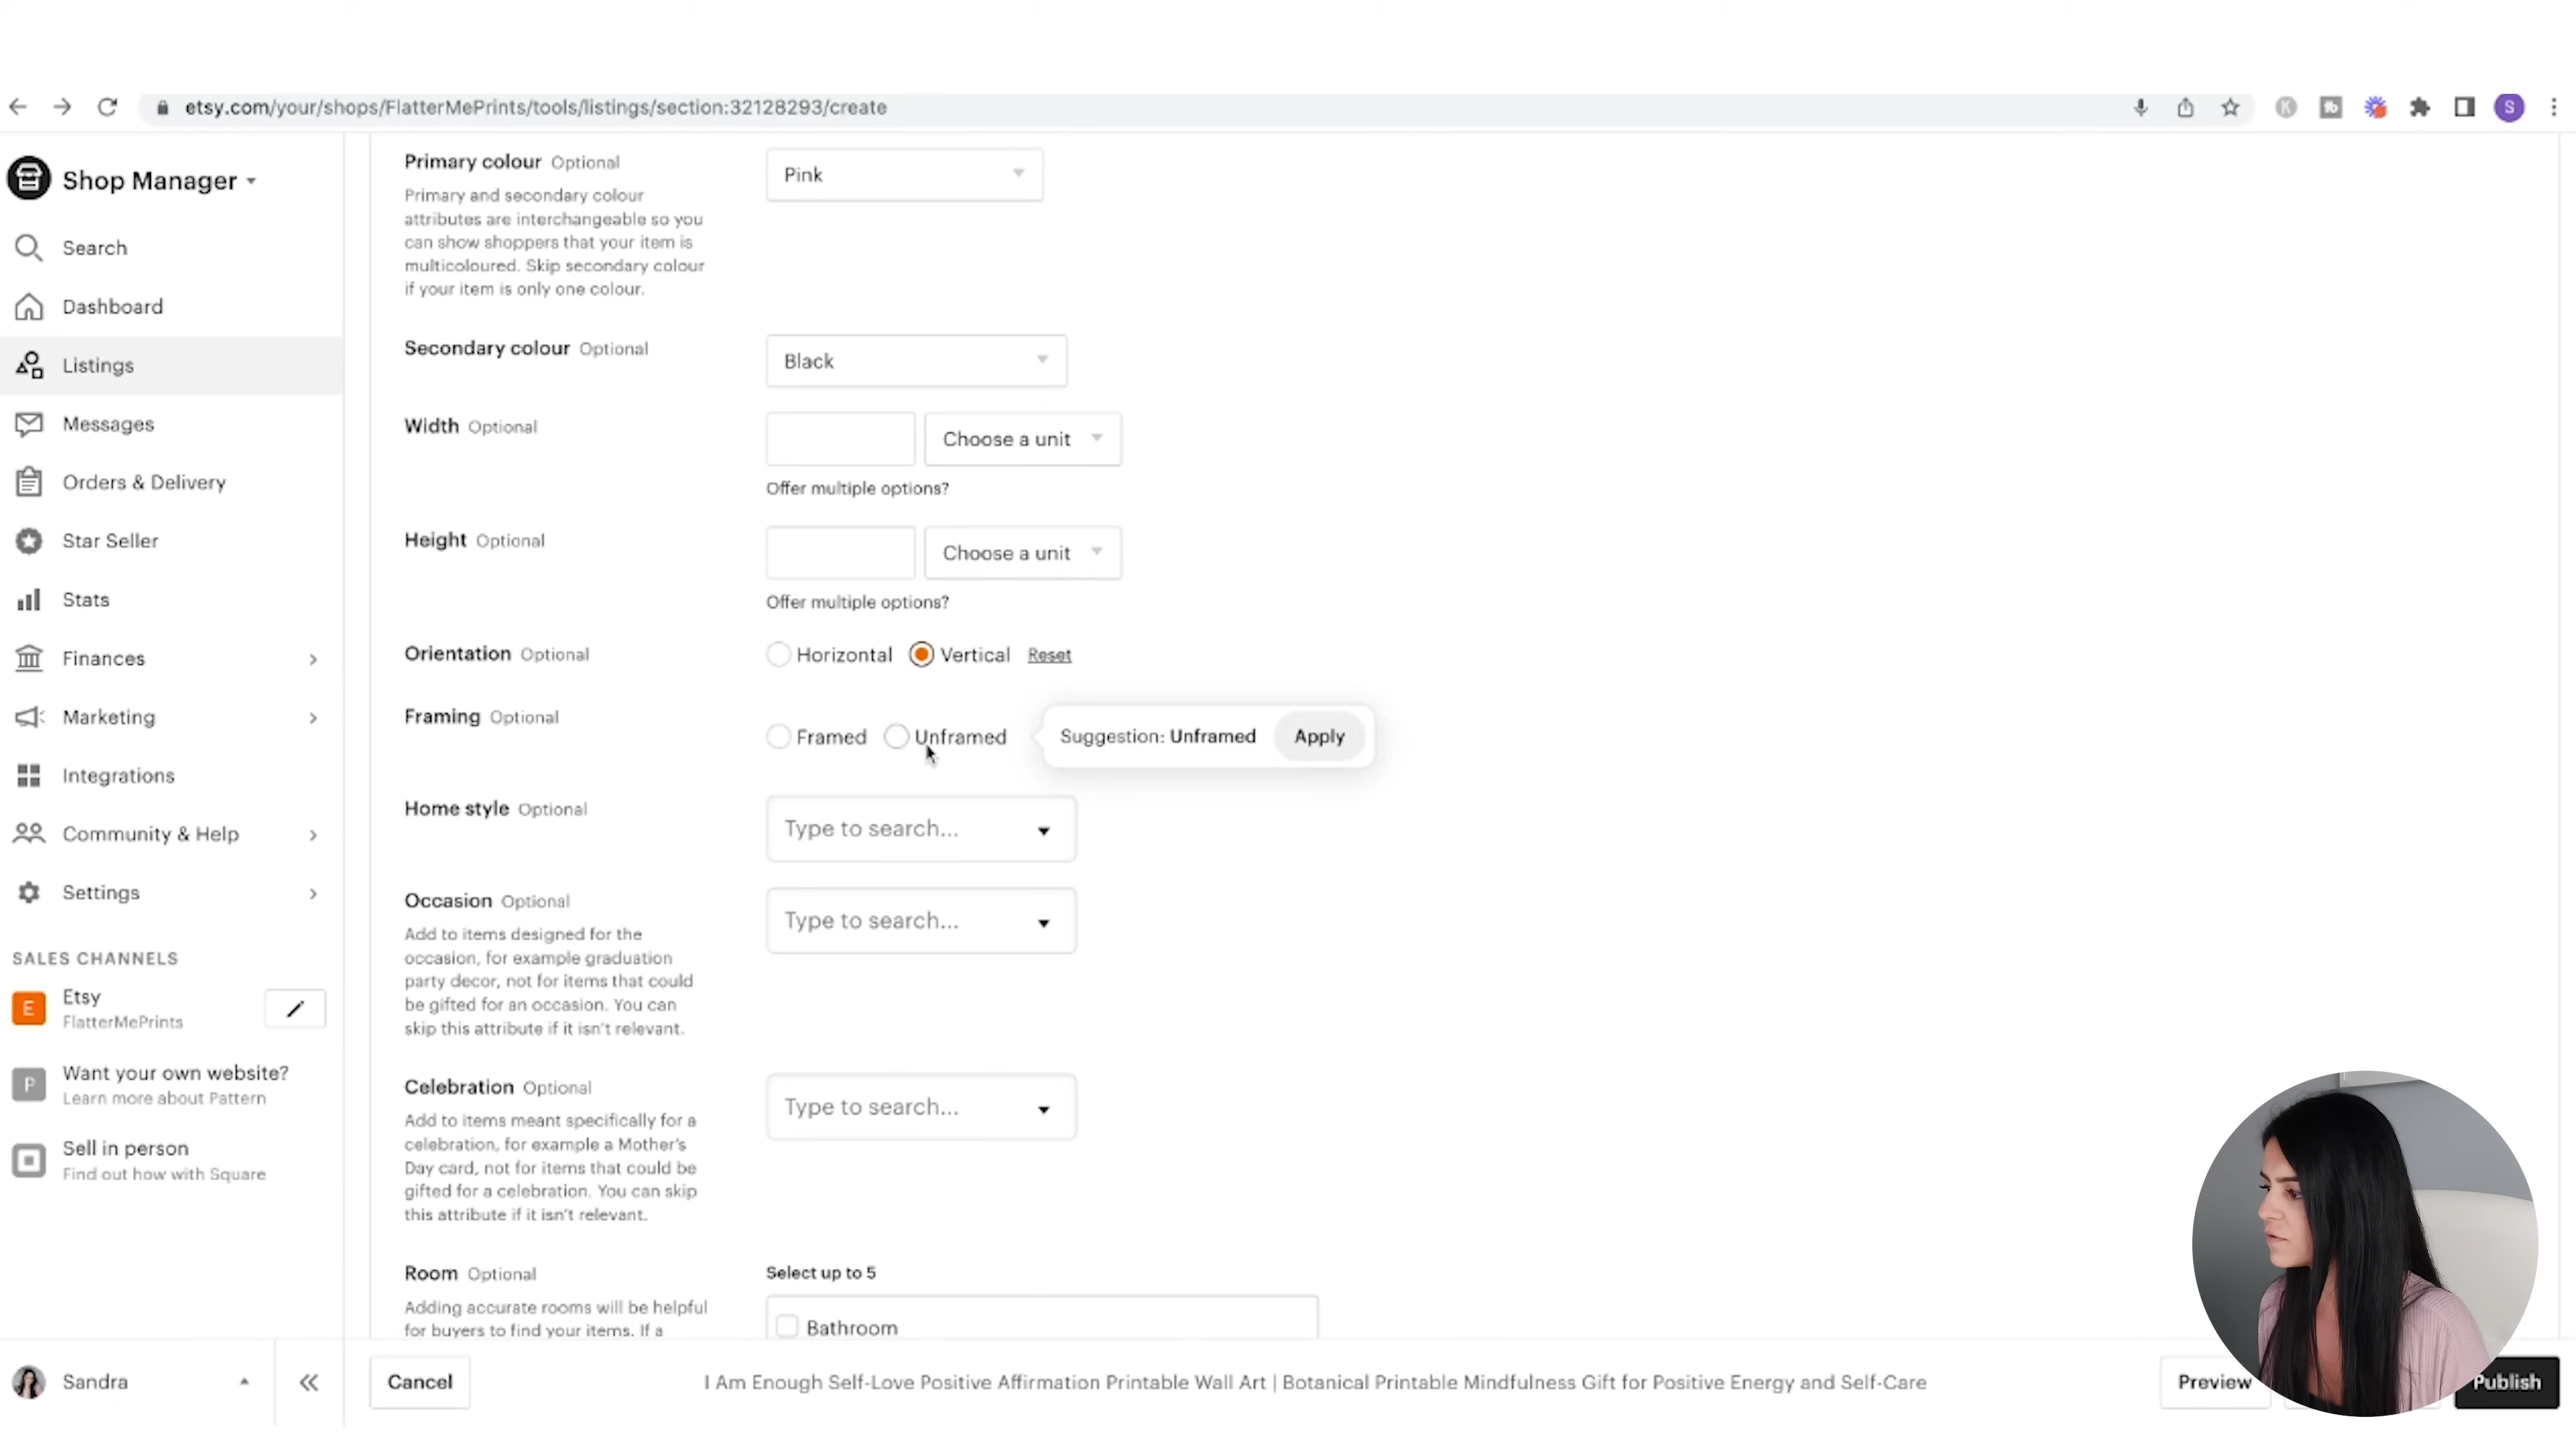 etsy.com/your/shops/FlatterMePrints/tools/listings/section:32128293/create
S
Shop Manager
Search
Dashboard
Listings
Messages
Orders & Delivery
Star Seller
Stats
Finances
Marketing
Integrations
Community & Help
Settings
SALES CHANNELS
E
Etsy
FlatterMePrints
P
Want your own website?
Learn more about Pattern
Sell in person
Find out how with Square
Sandra
Primary colour Optional
Primary and secondary colour
attributes are interchangeable so you
can show shoppers that your item is
multicoloured. Skip secondary colour
if your item is only one colour.
Pink
Secondary colour Optional
Black
Width Optional
Choose a unit
Offer multiple options?
Height Optional
Choose a unit
Offer multiple options?
Orientation Optional
Horizontal Vertical Reset
Framing Optional
Framed Unframed
Suggestion: Unframed Apply
Home style Optional
Type to search...
Occasion Optional
Add to items designed for the
occasion, for example graduation
party decor, not for items that could
be gifted for an occasion. You can
skip this attribute if it isn't relevant.
Type to search...
Celebration Optional
Add to items meant specifically for a
celebration, for example a Mother's
Day card, not for items that could be
gifted for a celebration. You can skip
this attribute if it isn't relevant.
Type to search...
Room Optional
Adding accurate rooms will be helpful
for buyers to find your items. If a
Select up to 5
Bathroom
Cancel
I Am Enough Self-Love Positive Affirmation Printable Wall Art | Botanical Printable Mindfulness Gift for Positive Energy and Self-Care
Preview
Publish